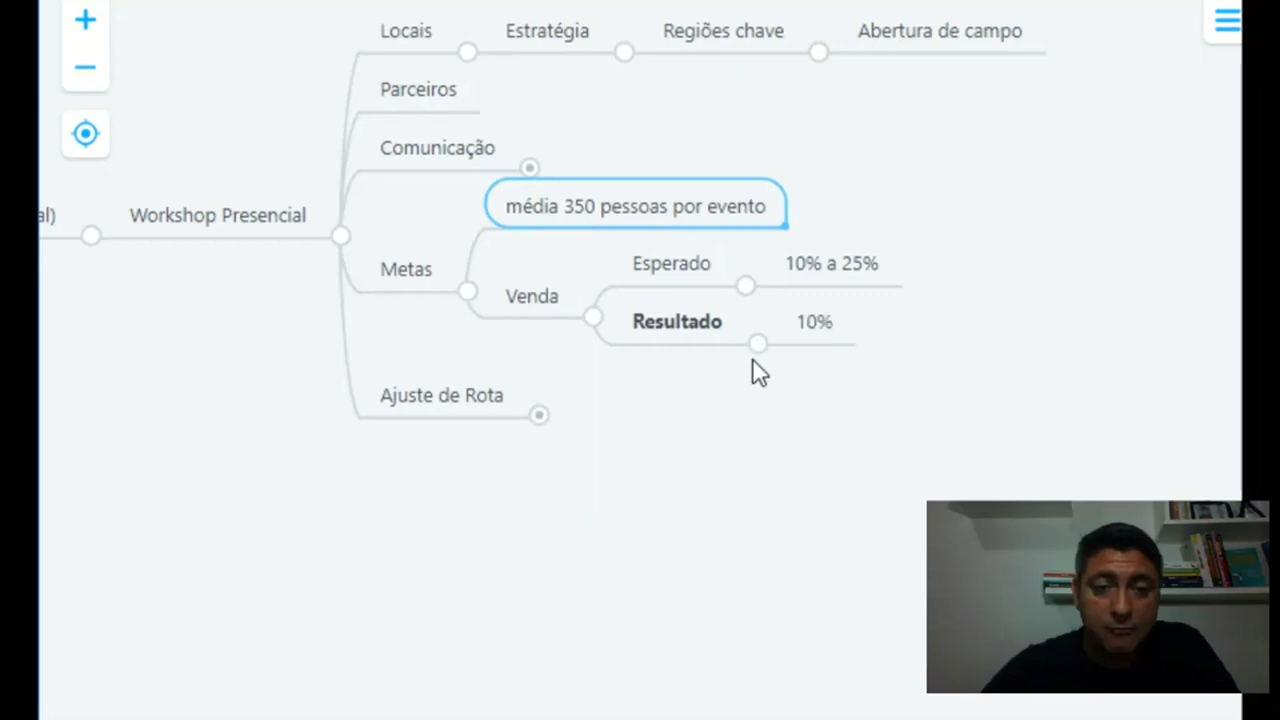 Locais
Estratégia
Regiões chave
Abertura de campo
Parceiros
Comunicação
al)
Workshop Presencial
média 350 pessoas por evento
Metas
Esperado
10% a 25%
Venda
Resultado
10%
Ajuste de Rota